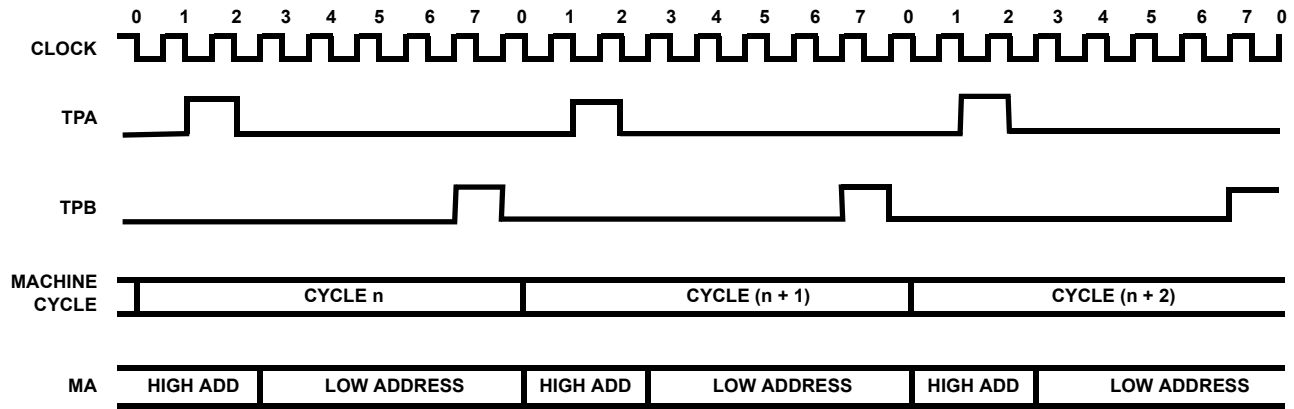 0 1 2 3 4 5 6 7 0 1 2 3 4 5 6 7 0 1 2 3 4 5 6 7 0
CLOCK
TPA
TPB
MACHINE
CYCLE
CYCLE n CYCLE (n + 1) CYCLE (n + 2)
MA HIGH ADD LOW ADDRESS HIGH ADD LOW ADDRESS HIGH ADD LOW ADDRESS